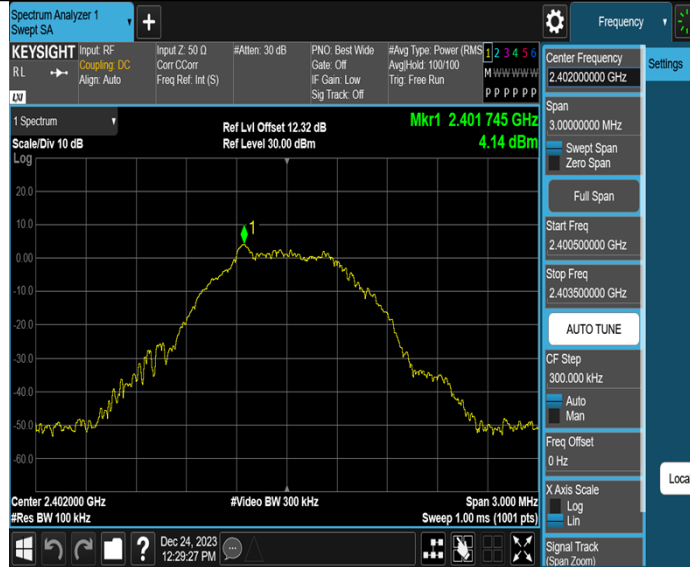 Spectrum Analyzer 1
Swept SA
+
Frequency
KEYSIGHT
RL
LXI
Input: RF
Coupling: DC
Align: Auto
Input Z: 50 Ω
Corr CCorr
Freq Ref: Int (S)
#Atten: 30 dB
PNO: Best Wide
Gate: Off
IF Gain: Low
Sig Track: Off
#Avg Type: Power (RMS
Avg|Hold: 100/100
Trig: Free Run
1 2 3 4 5 6
M W W W W W
P P P P P P
Center Frequency
2.402000000 GHz
Settings
Span
3.00000000 MHz
Swept Span
Zero Span
Full Span
Start Freq
2.400500000 GHz
Stop Freq
2.403500000 GHz
AUTO TUNE
CF Step
300.000 kHz
Auto
Man
Freq Offset
0 Hz
X Axis Scale
Log
Lin
Signal Track
(Span Zoom)
Loca
1 Spectrum
Scale/Div 10 dB
Log
Ref Lvl Offset 12.32 dB
Ref Level 30.00 dBm
Mkr1 2.401 745 GHz
4.14 dBm
20.0
10.0
0.00
-10.0
-20.0
-30.0
-40.0
-50.0
-60.0
1
Center 2.402000 GHz
#Res BW 100 kHz
#Video BW 300 kHz
Span 3.000 MHz
Sweep 1.00 ms (1001 pts)
?
Dec 24, 2023
12:29:27 PM